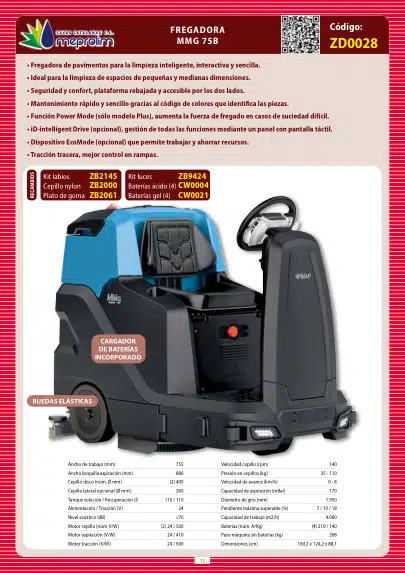 CATAS CATALANAS S.L.
meprolim
FREGADORA
MMG 75B
Código:
ZD0028
• Fregadora de pavimentos para la limpieza inteligente, interactiva y sencilla.
• Ideal para la limpieza de espacios de pequeñas y medianas dimensiones.
• Seguridad y confort, plataforma rebajada y accesible por los dos lados.
• Mantenimiento rápido y sencillo gracias al código de colores que identifica las piezas.
• Función Power Mode (sólo modelo Plus), aumenta la fuerza de fregado en casos de suciedad difícil.
• iD-intelligent Drive (opcional), gestión de todas las funciones mediante un panel con pantalla táctil.
• Dispositivo EcoMode (opcional) que permite trabajar y ahorrar recursos.
• Tracción trasera, mejor control en rampas.
RECAMBIOS
Kit labios ZB2145
Cepillo nylon ZB2000
Plato de goma ZB2061
Kit luces ZB9424
Baterías ácido (4) CW0004
Baterías gel (4) CW0021
FIMAP
MMg
CARGADOR
DE BATERÍAS
INCORPORADO
RUEDAS ELÁSTICAS
Ancho de trabajo (mm) 755
Ancho boquilla aspiración (mm) 880
Cepillo disco (núm. Ø mm) (2) 400
Cepillo lateral opcional (Ø mm) 260
Tanque solución / Recuperación (l) 110 / 110
Alimentación / Tracción (V) 24
Nivel acústico (dB) <70
Motor cepillo (núm. V/W) (2) 24 / 500
Motor aspiración (V/W) 24 / 410
Motor tracción (V/W) 24 / 600
Velocidad cepillo (rpm) 140
Presión en cepillos (kg) 35 - 110
Velocidad de avance (km/h) 0 - 8
Capacidad de aspiración (mBar) 170
Diámetro de giro (mm) 1.950
Pendiente máxima superable (%) 7 / 10 / 18
Capacidad de trabajo (m2/h) 4.080
Baterías (núm. A/Kg) (4) 210 / 140
Peso máquina sin baterías (kg) 268
Dimensiones (cm) 160,2 x 124,2 x 88,1
72